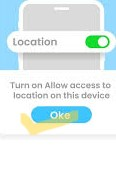 Location
Turn on Allow access to
location on this device
Oke